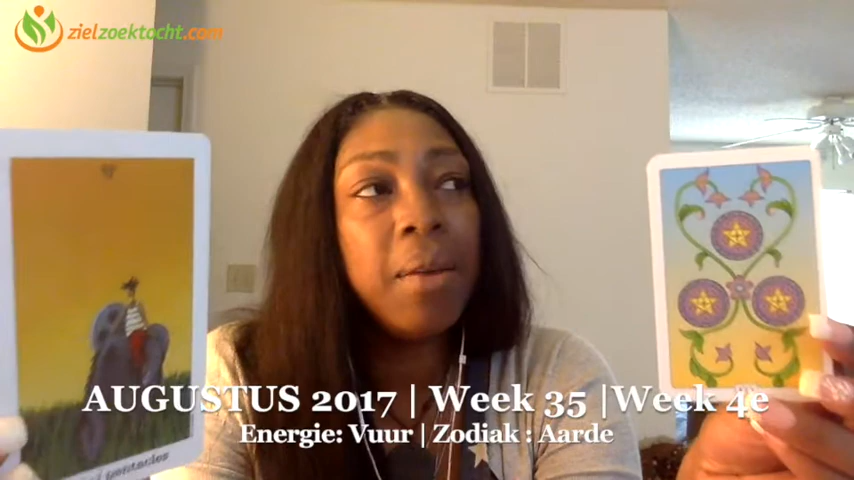 zielzoektocht.com
AUGUSTUS 2017 | Week 35 |Week 4e
Energie: Vuur | Zodiak : Aarde
pentacles